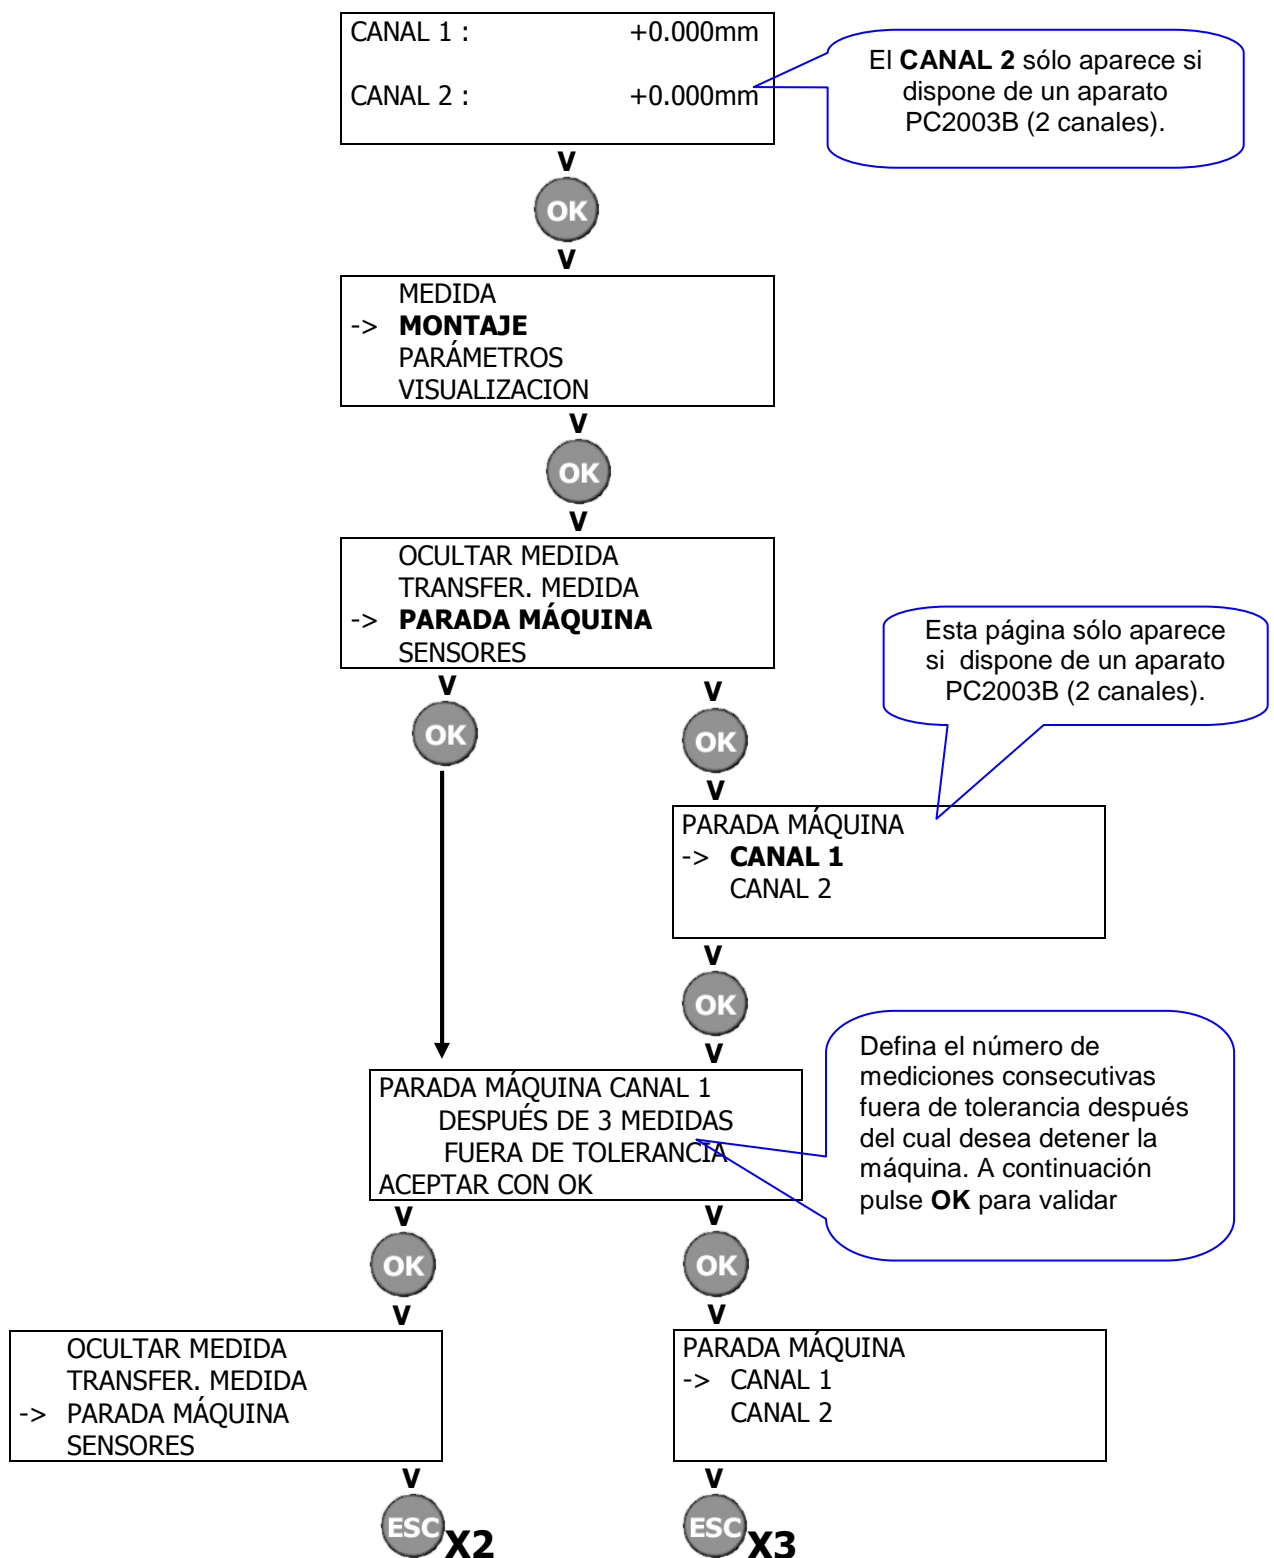 CANAL 1 : +0.000mm
CANAL 2 : +0.000mm
El CANAL 2 sólo aparece si
dispone de un aparato
PC2003B (2 canales).
V
OK
V
MEDIDA
-> MONTAJE
PARÁMETROS
VISUALIZACION
V
OK
V
OCULTAR MEDIDA
TRANSFER. MEDIDA
-> PARADA MÁQUINA
SENSORES
Esta página sólo aparece
si dispone de un aparato
PC2003B (2 canales).
V
OK
V
OK
V
PARADA MÁQUINA
-> CANAL 1
CANAL 2
V
OK
V
PARADA MÁQUINA CANAL 1
DESPUÉS DE 3 MEDIDAS
FUERA DE TOLERANCIA
ACEPTAR CON OK
Defina el número de
mediciones consecutivas
fuera de tolerancia después
del cual desea detener la
máquina. A continuación
pulse OK para validar
V
OK
V
OCULTAR MEDIDA
TRANSFER. MEDIDA
-> PARADA MÁQUINA
SENSORES
V
ESC X2
V
OK
V
PARADA MÁQUINA
-> CANAL 1
CANAL 2
V
ESC X3